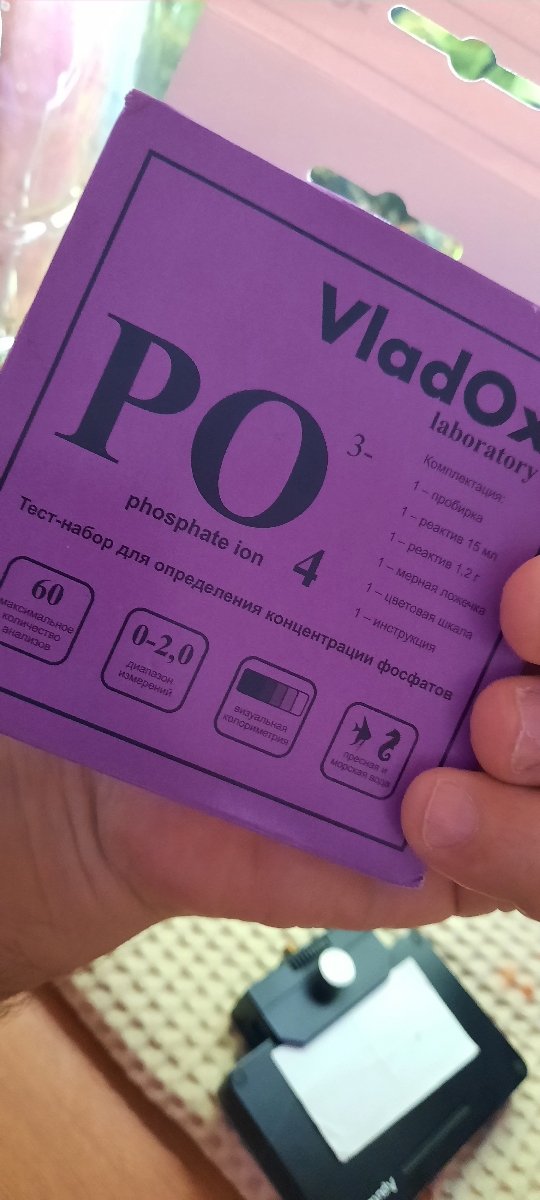 VladOx
laboratory
PO
3-
4
phosphate ion
Комплектация:
1 – пробирка
1 – реактив 15 мл
1 – реактив 1,2 г
1 – мерная ложечка
1 – цветовая шкала
1 – инструкция
Тест-набор для определения концентрации фосфатов
60
максимальное
количество
анализов
0-2,0
диапазон
измерений
визуальная
колориметрия
пресная и
морская вода